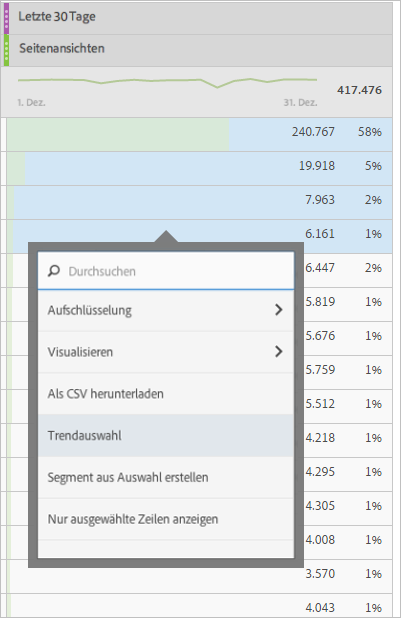 Letzte 30 Tage
Seitenansichten
417.476
1. Dez. 31. Dez.
240.767 58%
19.918 5%
7.963 2%
6.161 1%
6.447 2%
Durchsuchen
5.819 1%
Aufschlüsselung
5.676 1%
Visualisieren
5.759 1%
Als CSV herunterladen
5.512 1%
Trendauswahl
4.218 1%
Segment aus Auswahl erstellen
4.295 1%
4.305 1%
Nur ausgewählte Zeilen anzeigen
4.008 1%
3.570 1%
4.043 1%